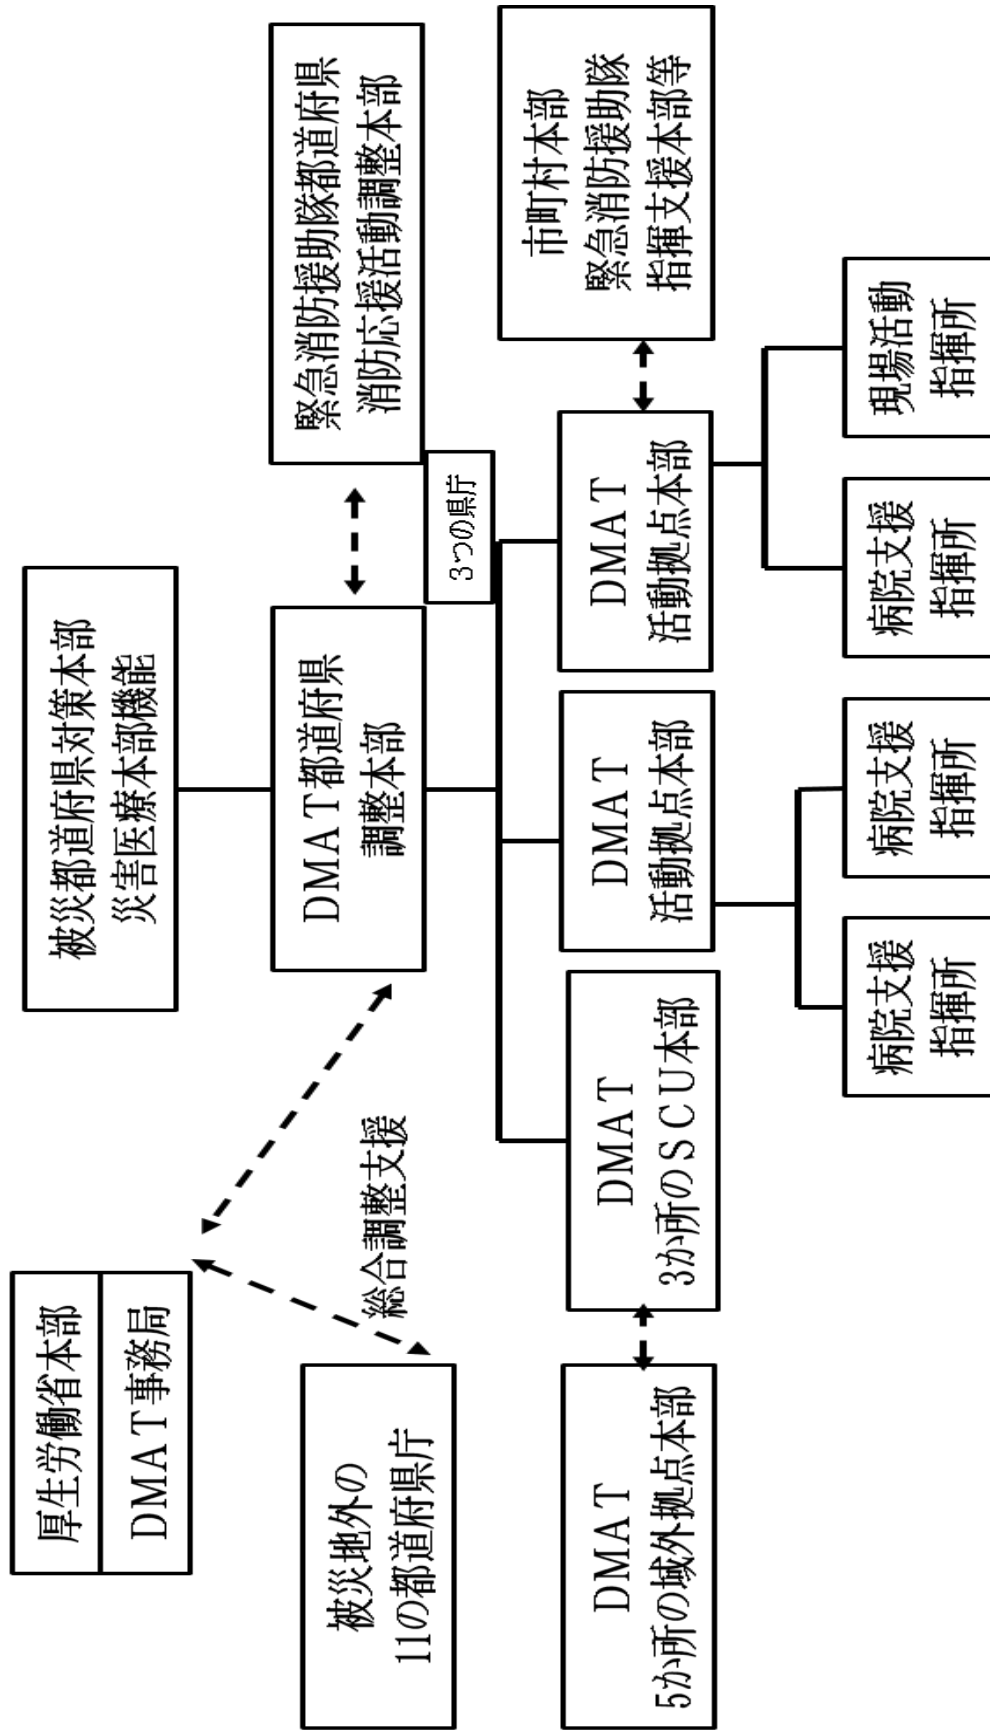 厚生労働省本部
DMAT事務局
被災都道府県対策本部
災害医療本部機能
被災地外の
11の都道府県庁
総合調整支援
DMAT都道府県
調整本部
緊急消防援助隊都道府県
消防応援活動調整本部
3つの県庁
DMAT
5か所の域外拠点本部
DMAT
3か所のSCU本部
DMAT
活動拠点本部
DMAT
活動拠点本部
市町村本部
緊急消防援助隊
指揮支援本部等
病院支援
指揮所
病院支援
指揮所
病院支援
指揮所
現場活動
指揮所